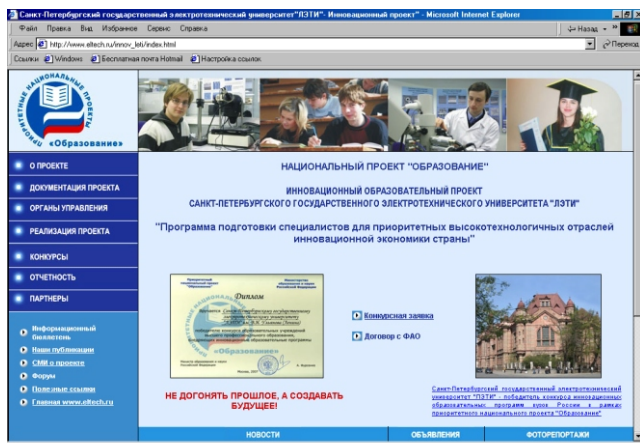 Санкт-Петербургский государственный электротехнический университет"ЛЭТИ"- Инновационный проект" - Microsoft Internet Explorer
Файл Правка Вид Избранное Сервис Справка
Назад
Адрес http://www.eltech.ru/innov_leti/index.html
Переход
Ссылки Windows Бесплатная почта Hotmail Настройка ссылок
ПРИОРИТЕТНЫЕ НАЦИОНАЛЬНЫЕ ПРОЕКТЫ
«Образование»
О ПРОЕКТЕ
ДОКУМЕНТАЦИЯ ПРОЕКТА
ОРГАНЫ УПРАВЛЕНИЯ
РЕАЛИЗАЦИЯ ПРОЕКТА
КОНКУРСЫ
ОТЧЕТНОСТЬ
ПАРТНЕРЫ
Информационный
бюллетень
Наши публикации
СМИ о проекте
Форум
Полезные ссылки
Главная www.eltech.ru
НАЦИОНАЛЬНЫЙ ПРОЕКТ "ОБРАЗОВАНИЕ"
ИННОВАЦИОННЫЙ ОБРАЗОВАТЕЛЬНЫЙ ПРОЕКТ
САНКТ-ПЕТЕРБУРГСКОГО ГОСУДАРСТВЕННОГО ЭЛЕКТРОТЕХНИЧЕСКОГО УНИВЕРСИТЕТА "ЛЭТИ"
"Программа подготовки специалистов для приоритетных высокотехнологичных отраслей
инновационной экономики страны"
Диплом
«Образование»
Конкурсная заявка
Договор с ФАО
НЕ ДОГОНЯТЬ ПРОШЛОЕ, А СОЗДАВАТЬ
БУДУЩЕЕ!
Санкт-Петербургский государственный электротехнический
университет "ЛЭТИ" - победитель конкурса инновационных
образовательных программ вузов России в рамках
приоритетного национального проекта "Образование"
НОВОСТИ
ОБЪЯВЛЕНИЯ
ФОТОРЕПОРТАЖИ